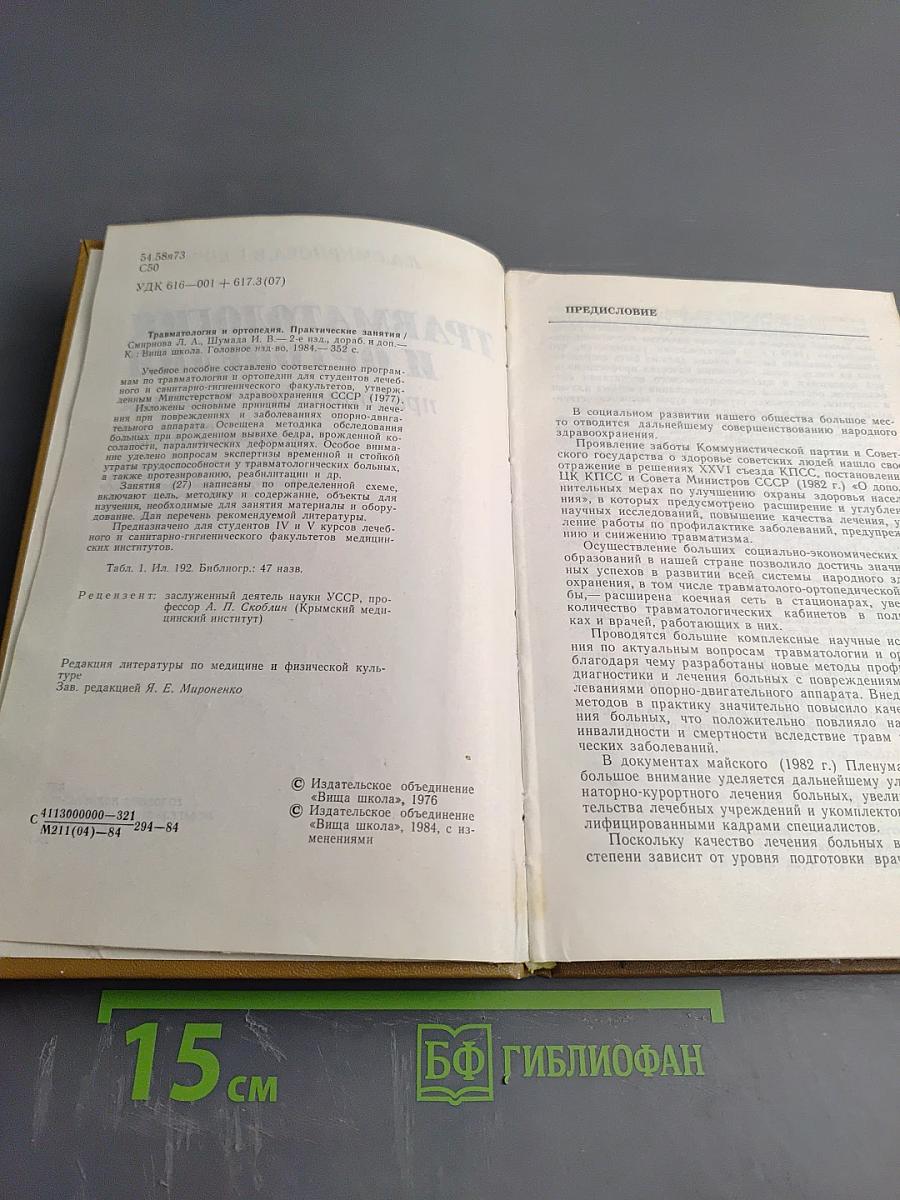 54.58я73
С50
УДК 616—001 + 617.3(07)
Травматология и ортопедия. Практические занятия /
Смирнова Л. А., Шумада И. В.— 2-е изд., дораб. и доп.—
К. : Вища школа. Головное изд-во, 1984.— 352 с.
Учебное пособие составлено соответственно програм-
мам по травматологии и ортопедии для студентов лечеб-
ного и санитарно-гигиенического факультетов, утверж-
денным Министерством здравоохранения СССР (1977).
Изложены основные принципы диагностики и лече-
ния при повреждениях и заболеваниях опорно-двига-
тельного аппарата. Освещена методика обследования
больных при врожденном вывихе бедра, врожденной ко-
солапости, паралитических деформациях. Особое внима-
ние уделено вопросам экспертизы временной и стойкой
утраты трудоспособности у травматологических больных,
а также протезированию, реабилитации и др.
Занятия (27) написаны по определенной схеме,
включают цель, методику и содержание, объекты для
изучения, необходимые для занятия материалы и обору-
дование. Дан перечень рекомендуемой литературы.
Предназначено для студентов IV и V курсов лечеб-
ного и санитарно-гигиенического факультетов медицин-
ских институтов.
Табл. 1. Ил. 192. Библиогр.: 47 назв.
Рецензент: заслуженный деятель науки УССР, про-
фессор А. П. Скоблин (Крымский меди-
цинский институт)
Редакция литературы по медицине и физической куль-
туре
Зав. редакцией Я. Е. Мироненко
С 4113000000—321
М211(04)—84 294—84
© Издательское объединение
«Вища школа», 1976
© Издательское объединение
«Вища школа», 1984, с из-
менениями
ПРЕДИСЛОВИЕ
В социальном развитии нашего общества большое мес-
то отводится дальнейшему совершенствованию народного
здравоохранения.
Проявление заботы Коммунистической партии и Совет-
ского государства о здоровье советских людей нашло свое
отражение в решениях XXVI съезда КПСС, постановлени
ЦК КПСС и Совета Министров СССР (1982 г.) «О допол
нительных мерах по улучшению охраны здоровья насел
ния», в которых предусмотрено расширение и углублен
научных исследований, повышение качества лечения, у
ление работы по профилактике заболеваний, предупреж
нию и снижению травматизма.
Осуществление больших социально-экономических
образований в нашей стране позволило достичь значи
ных успехов в развитии всей системы народного зд
охранения, в том числе травматолого-ортопедической
бы,— расширена коечная сеть в стационарах, уве
количество травматологических кабинетов в пол
ках и врачей, работающих в них.
Проводятся большие комплексные научные ис
ния по актуальным вопросам травматологии и ор
благодаря чему разработаны новые методы профи
диагностики и лечения больных с повреждениям
леваниями опорно-двигательного аппарата. Внед
методов в практику значительно повысило каче
ния больных, что положительно повлияло на
инвалидности и смертности вследствие травм
ческих заболеваний.
В документах майского (1982 г.) Пленума
большое внимание уделяется дальнейшему ул
наторно-курортного лечения больных, увели
тельства лечебных учреждений и укомплектов
лифицированными кадрами специалистов.
Поскольку качество лечения больных в
степени зависит от уровня подготовки врач
15 см
БФ ГИБЛИОФАН